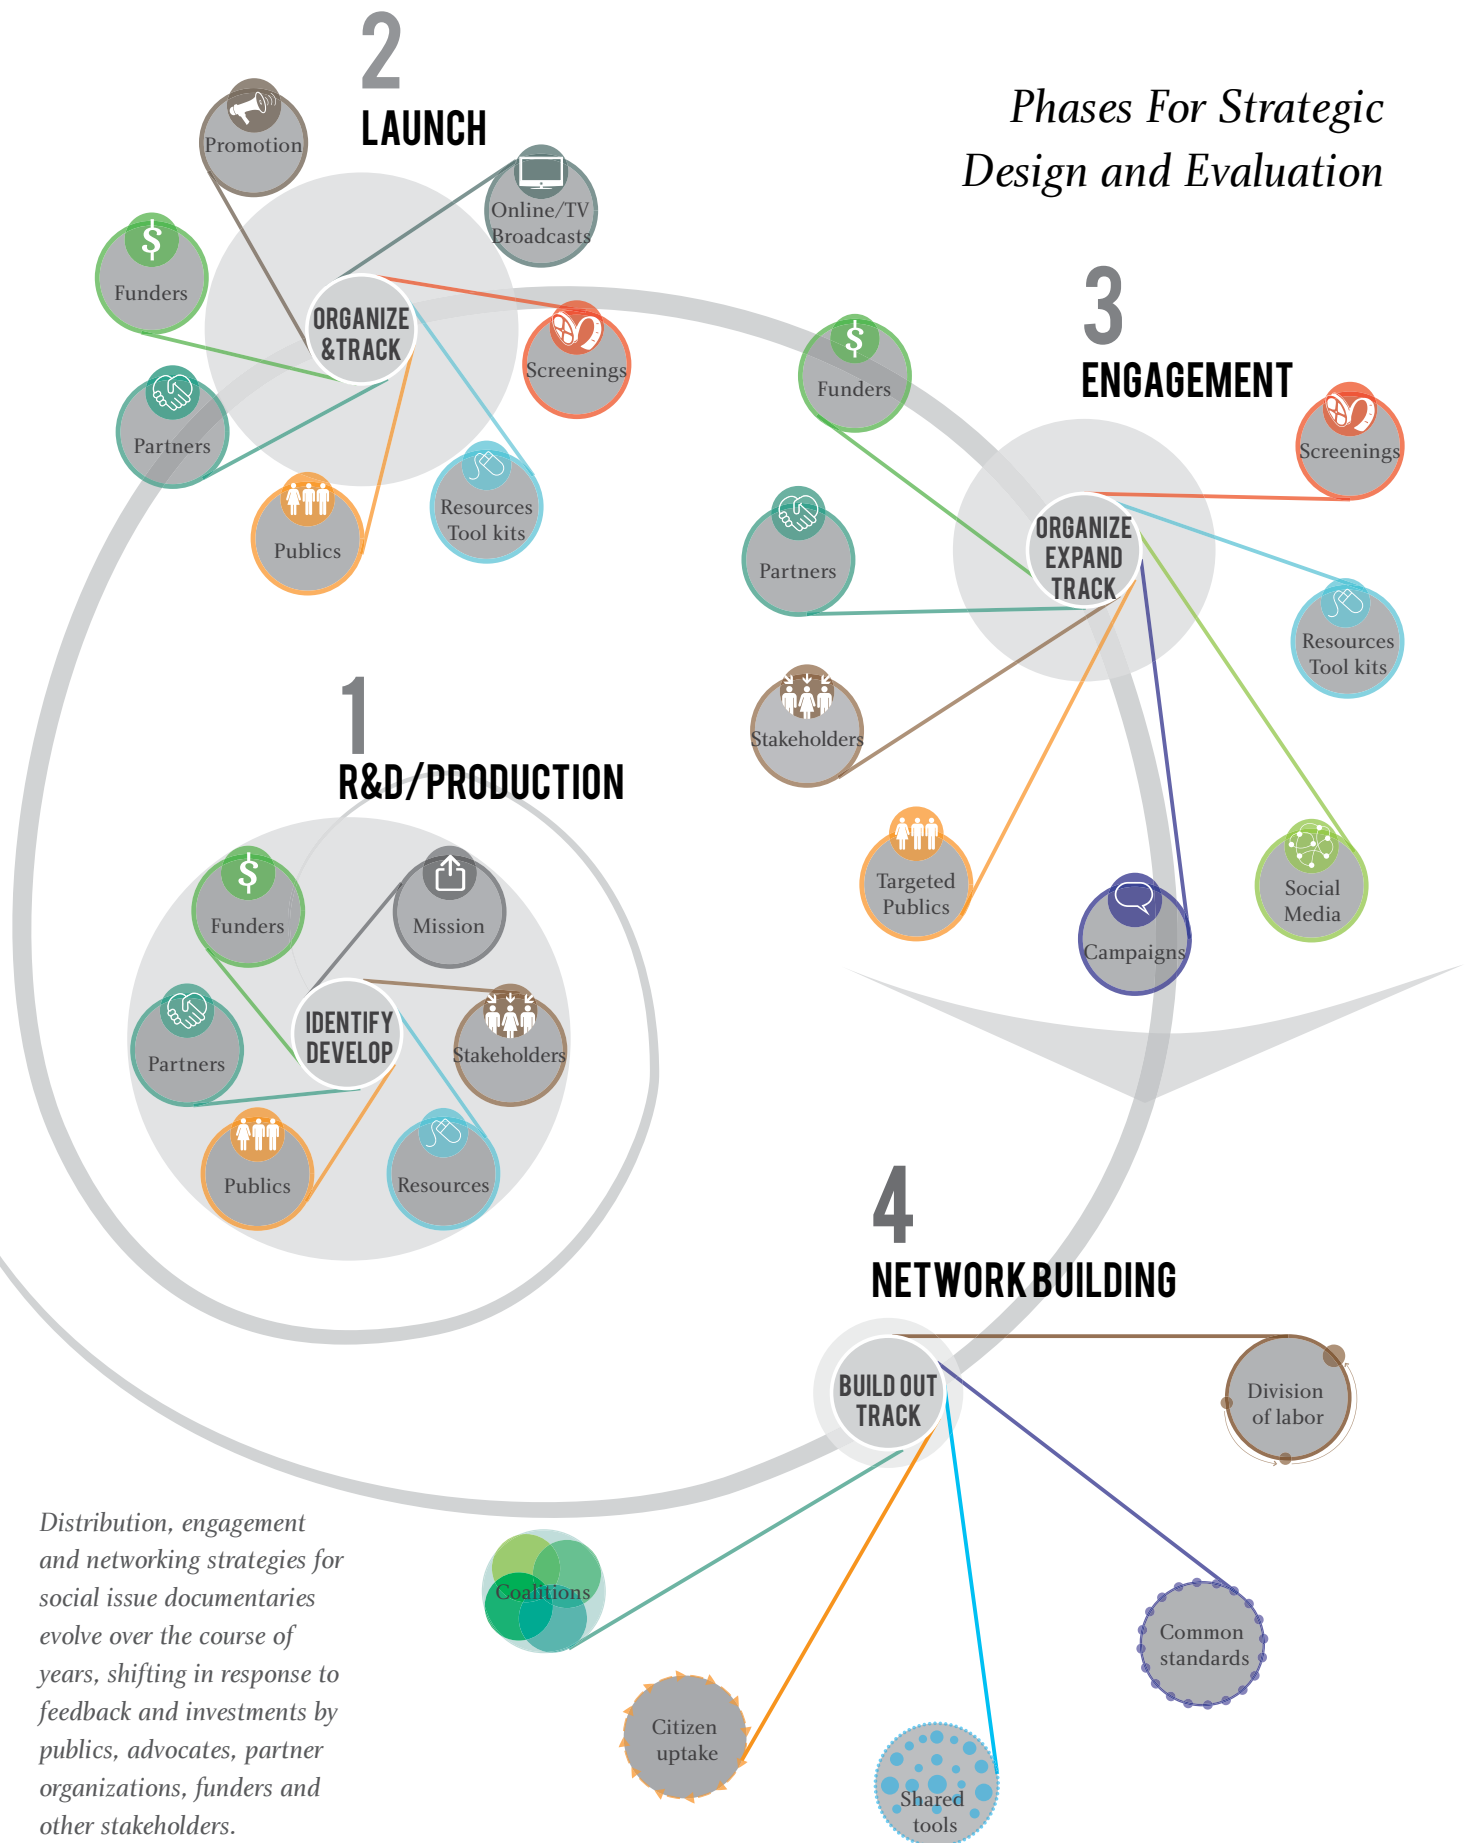 Phases For Strategic
Design and Evaluation
2
LAUNCH
Promotion
Online/TV
Broadcasts
Funders
ORGANIZE
&TRACK
Screenings
Partners
Resources
Tool kits
Publics
3
ENGAGEMENT
Funders
Screenings
ORGANIZE
EXPAND
TRACK
Partners
Resources
Tool kits
Stakeholders
Targeted
Publics
Social
Media
Campaigns
1
R&D/PRODUCTION
Funders
Mission
IDENTIFY
DEVELOP
Partners
Stakeholders
Publics
Resources
4
NETWORK BUILDING
BUILD OUT
TRACK
Division
of labor
Coalitions
Common
standards
Citizen
uptake
Shared
tools
Distribution, engagement
and networking strategies for
social issue documentaries
evolve over the course of
years, shifting in response to
feedback and investments by
publics, advocates, partner
organizations, funders and
other stakeholders.